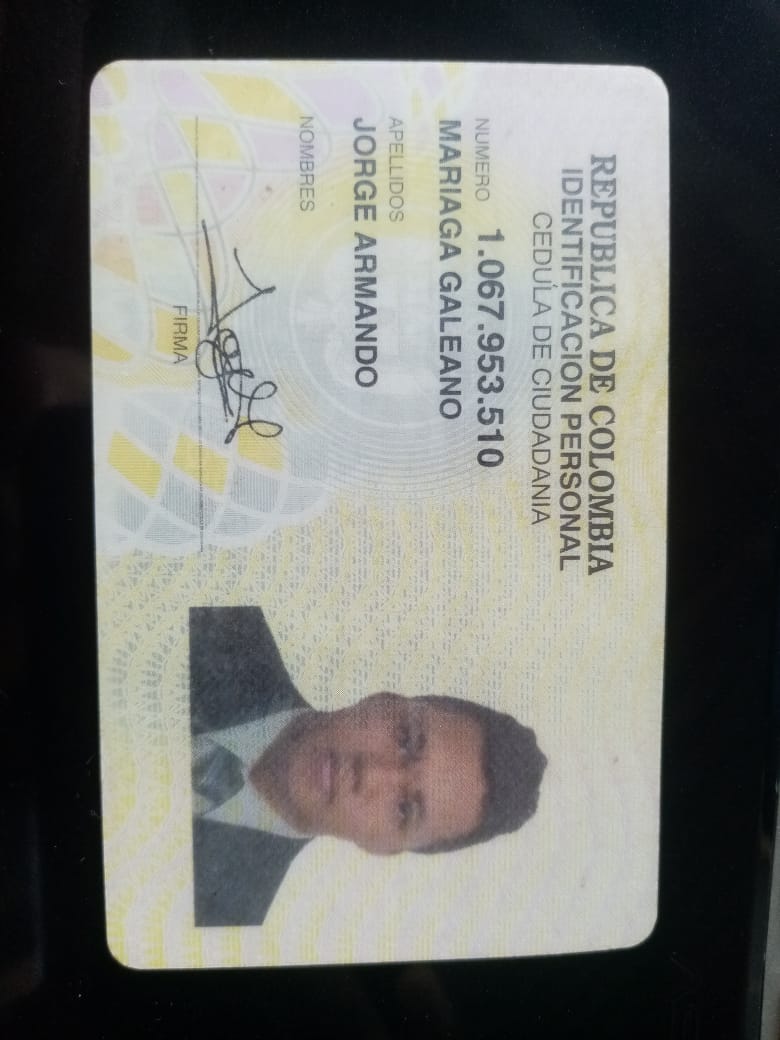 REPUBLICA DE COLOMBIA
IDENTIFICACION PERSONAL
CEDULA DE CIUDADANIA
NUMERO 1.067.953.510
MARIAGA GALEANO
APELLIDOS
JORGE ARMANDO
NOMBRES
FIRMA